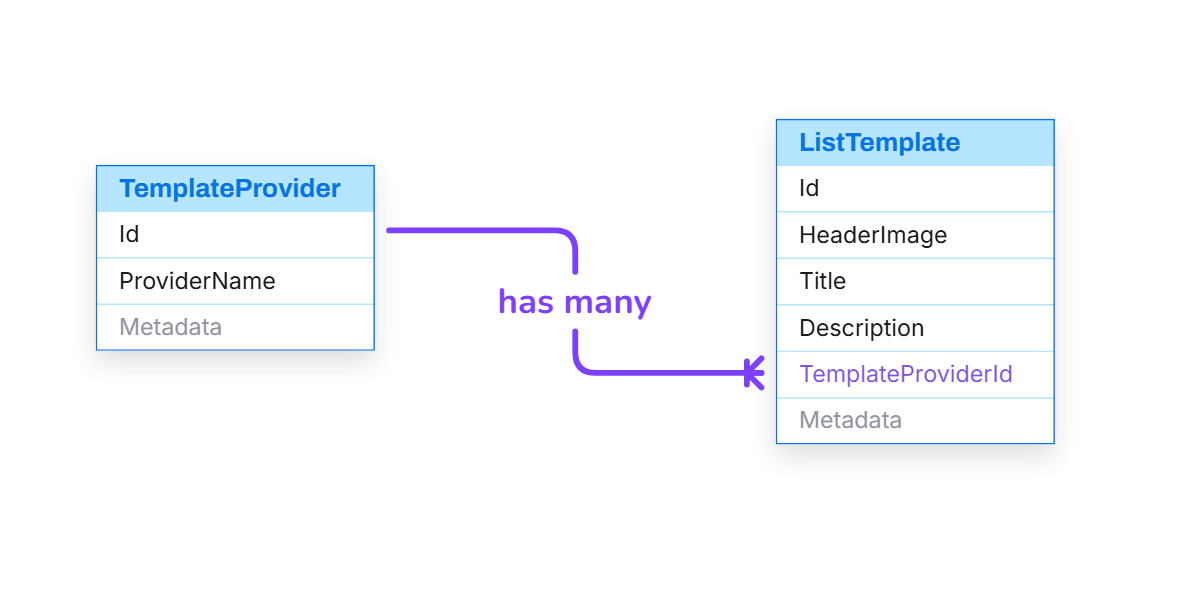 TemplateProvider
Id
ProviderName
Metadata
has many
ListTemplate
Id
HeaderImage
Title
Description
TemplateProviderId
Metadata